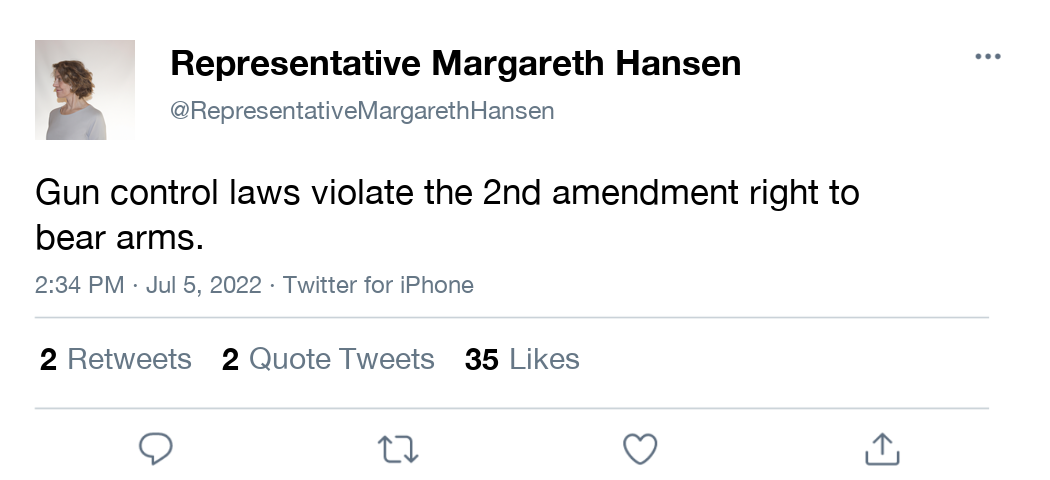 Representative Margareth Hansen
@RepresentativeMargarethHansen
Gun control laws violate the 2nd amendment right to
bear arms.
2:34 PM · Jul 5, 2022 · Twitter for iPhone
2 Retweets 2 Quote Tweets 35 Likes